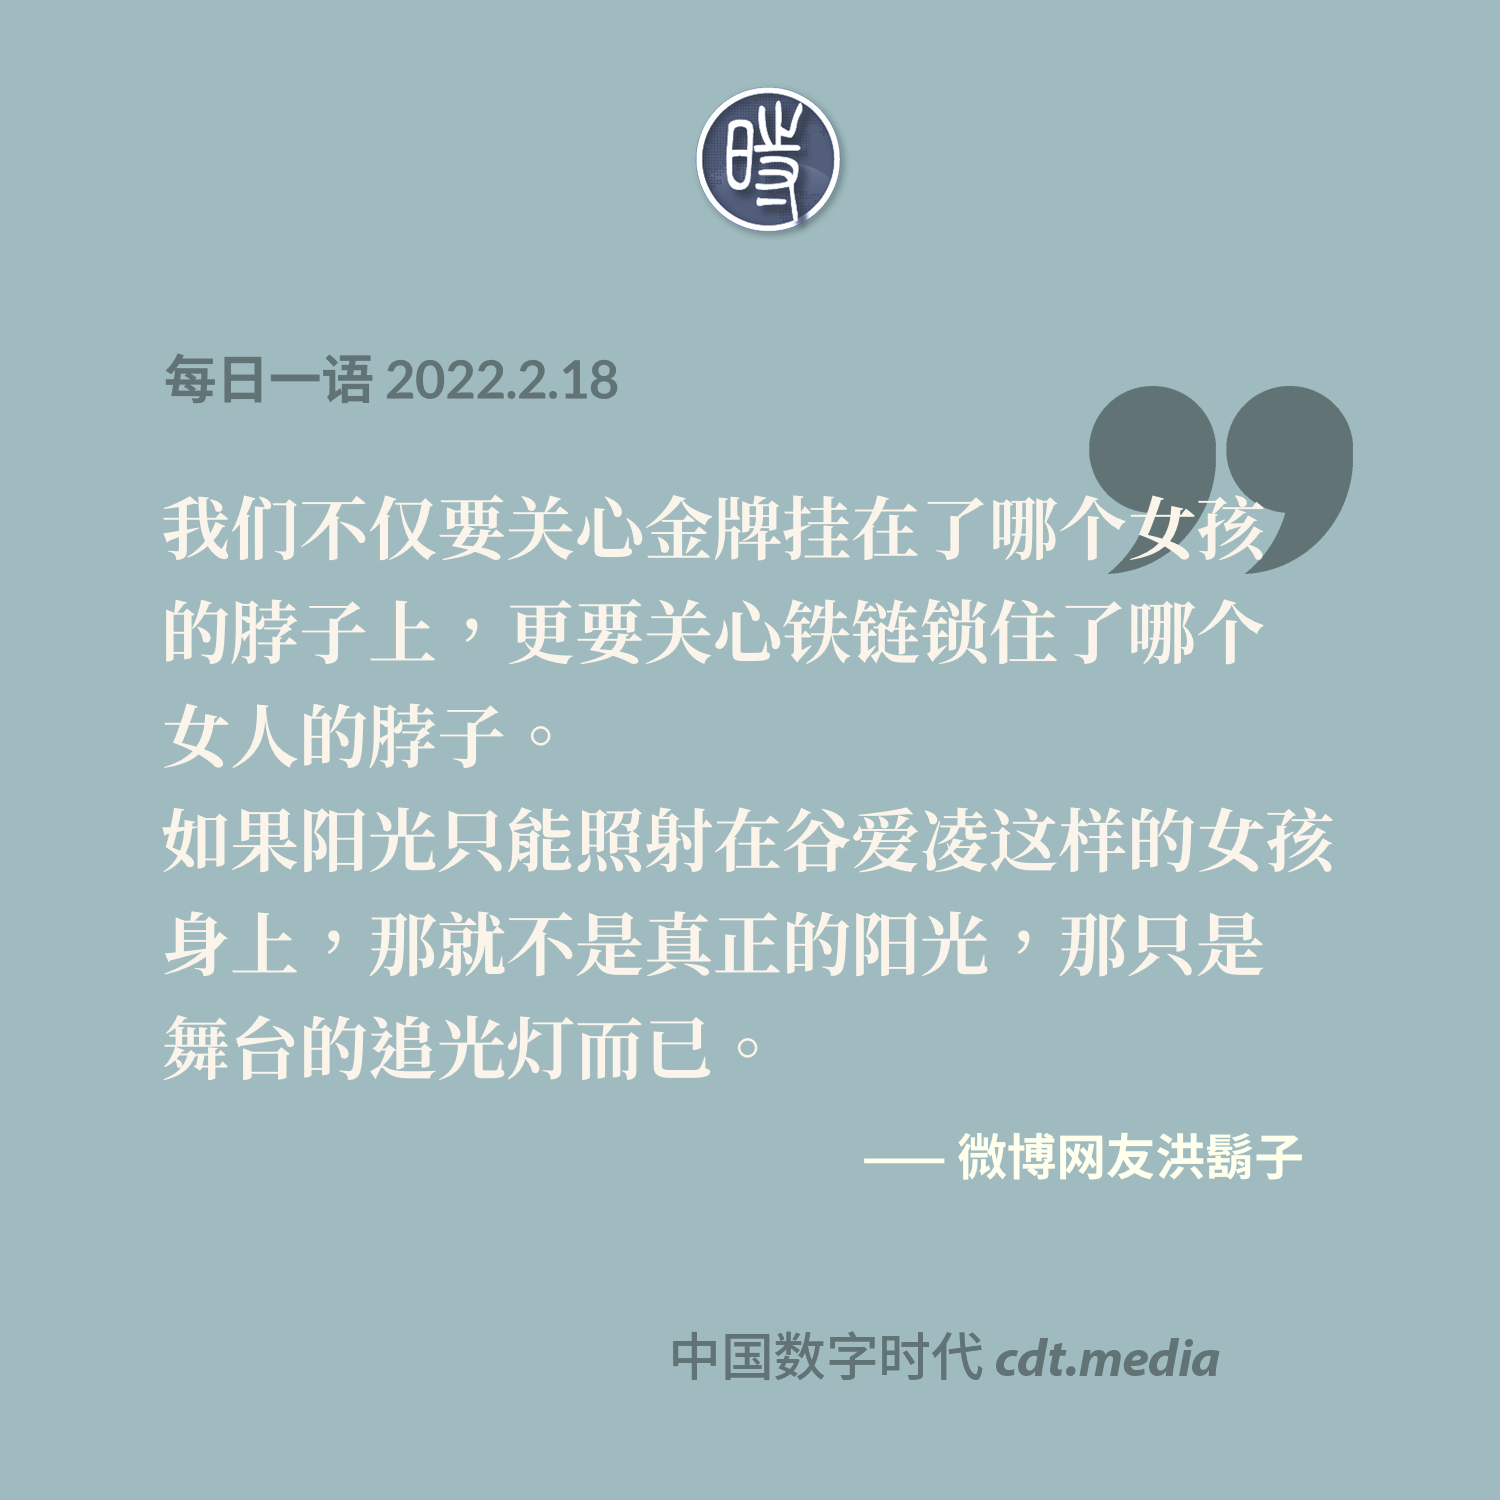 時
每日一语 2022.2.18
我们不仅要关心金牌挂在了哪个女孩
的脖子上，更要关心铁链锁住了哪个
女人的脖子。
如果阳光只能照射在谷爱凌这样的女孩
身上，那就不是真正的阳光，那只是
舞台的追光灯而已。
—— 微博网友洪鬍子
中国数字时代 cdt.media